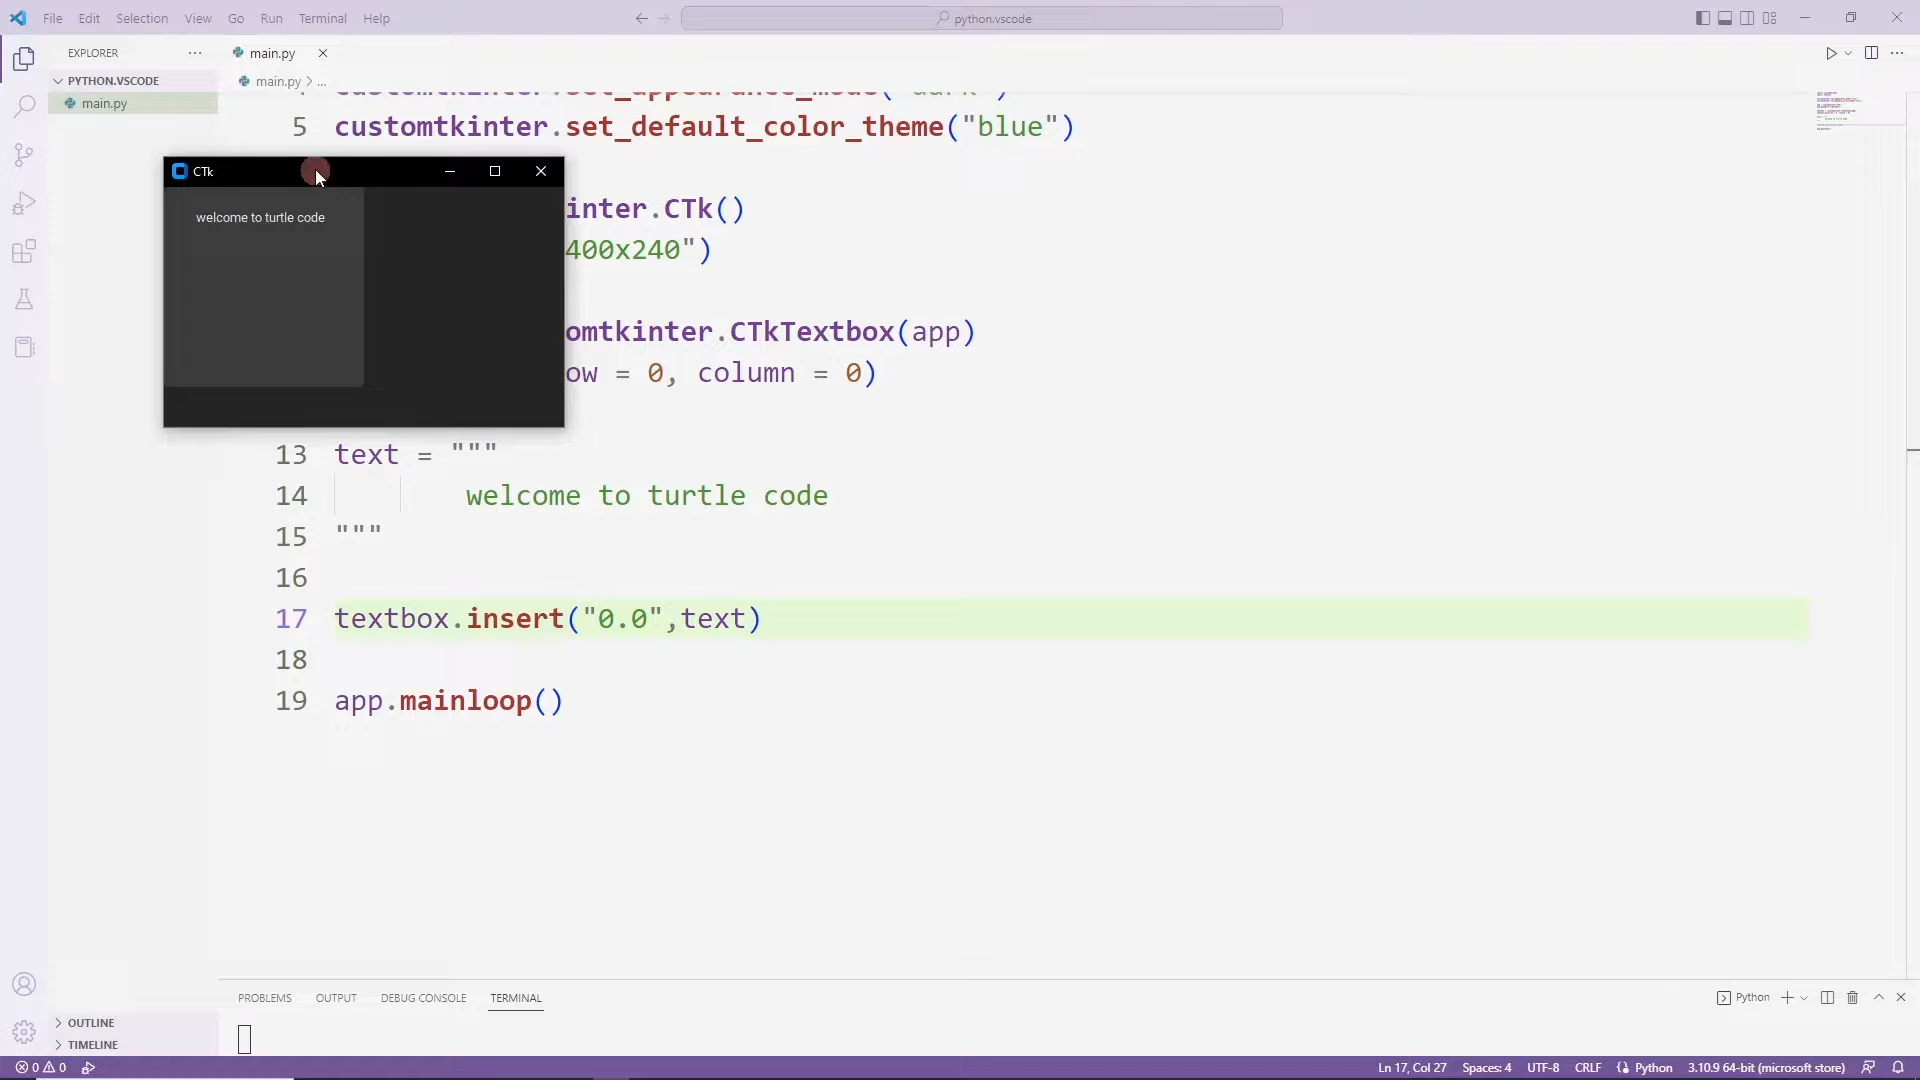 File Edit Selection View Go Run Terminal Help
python.vscode
EXPLORER
main.py
PYTHON.VSCODE
main.py > ...
main.py
5 customtkinter.set_default_color_theme("blue")
CTk
welcome to turtle code
inter.CTk()
400x240")
omtkinter.CTkTextbox(app)
ow = 0, column = 0)
13 text = """
14 welcome to turtle code
15 """
16
17 textbox.insert("0.0",text)
18
19 app.mainloop()
PROBLEMS OUTPUT DEBUG CONSOLE TERMINAL
Python
OUTLINE
TIMELINE
0 0
Ln 17, Col 27 Spaces: 4 UTF-8 CRLF Python 3.10.9 64-bit (microsoft store)